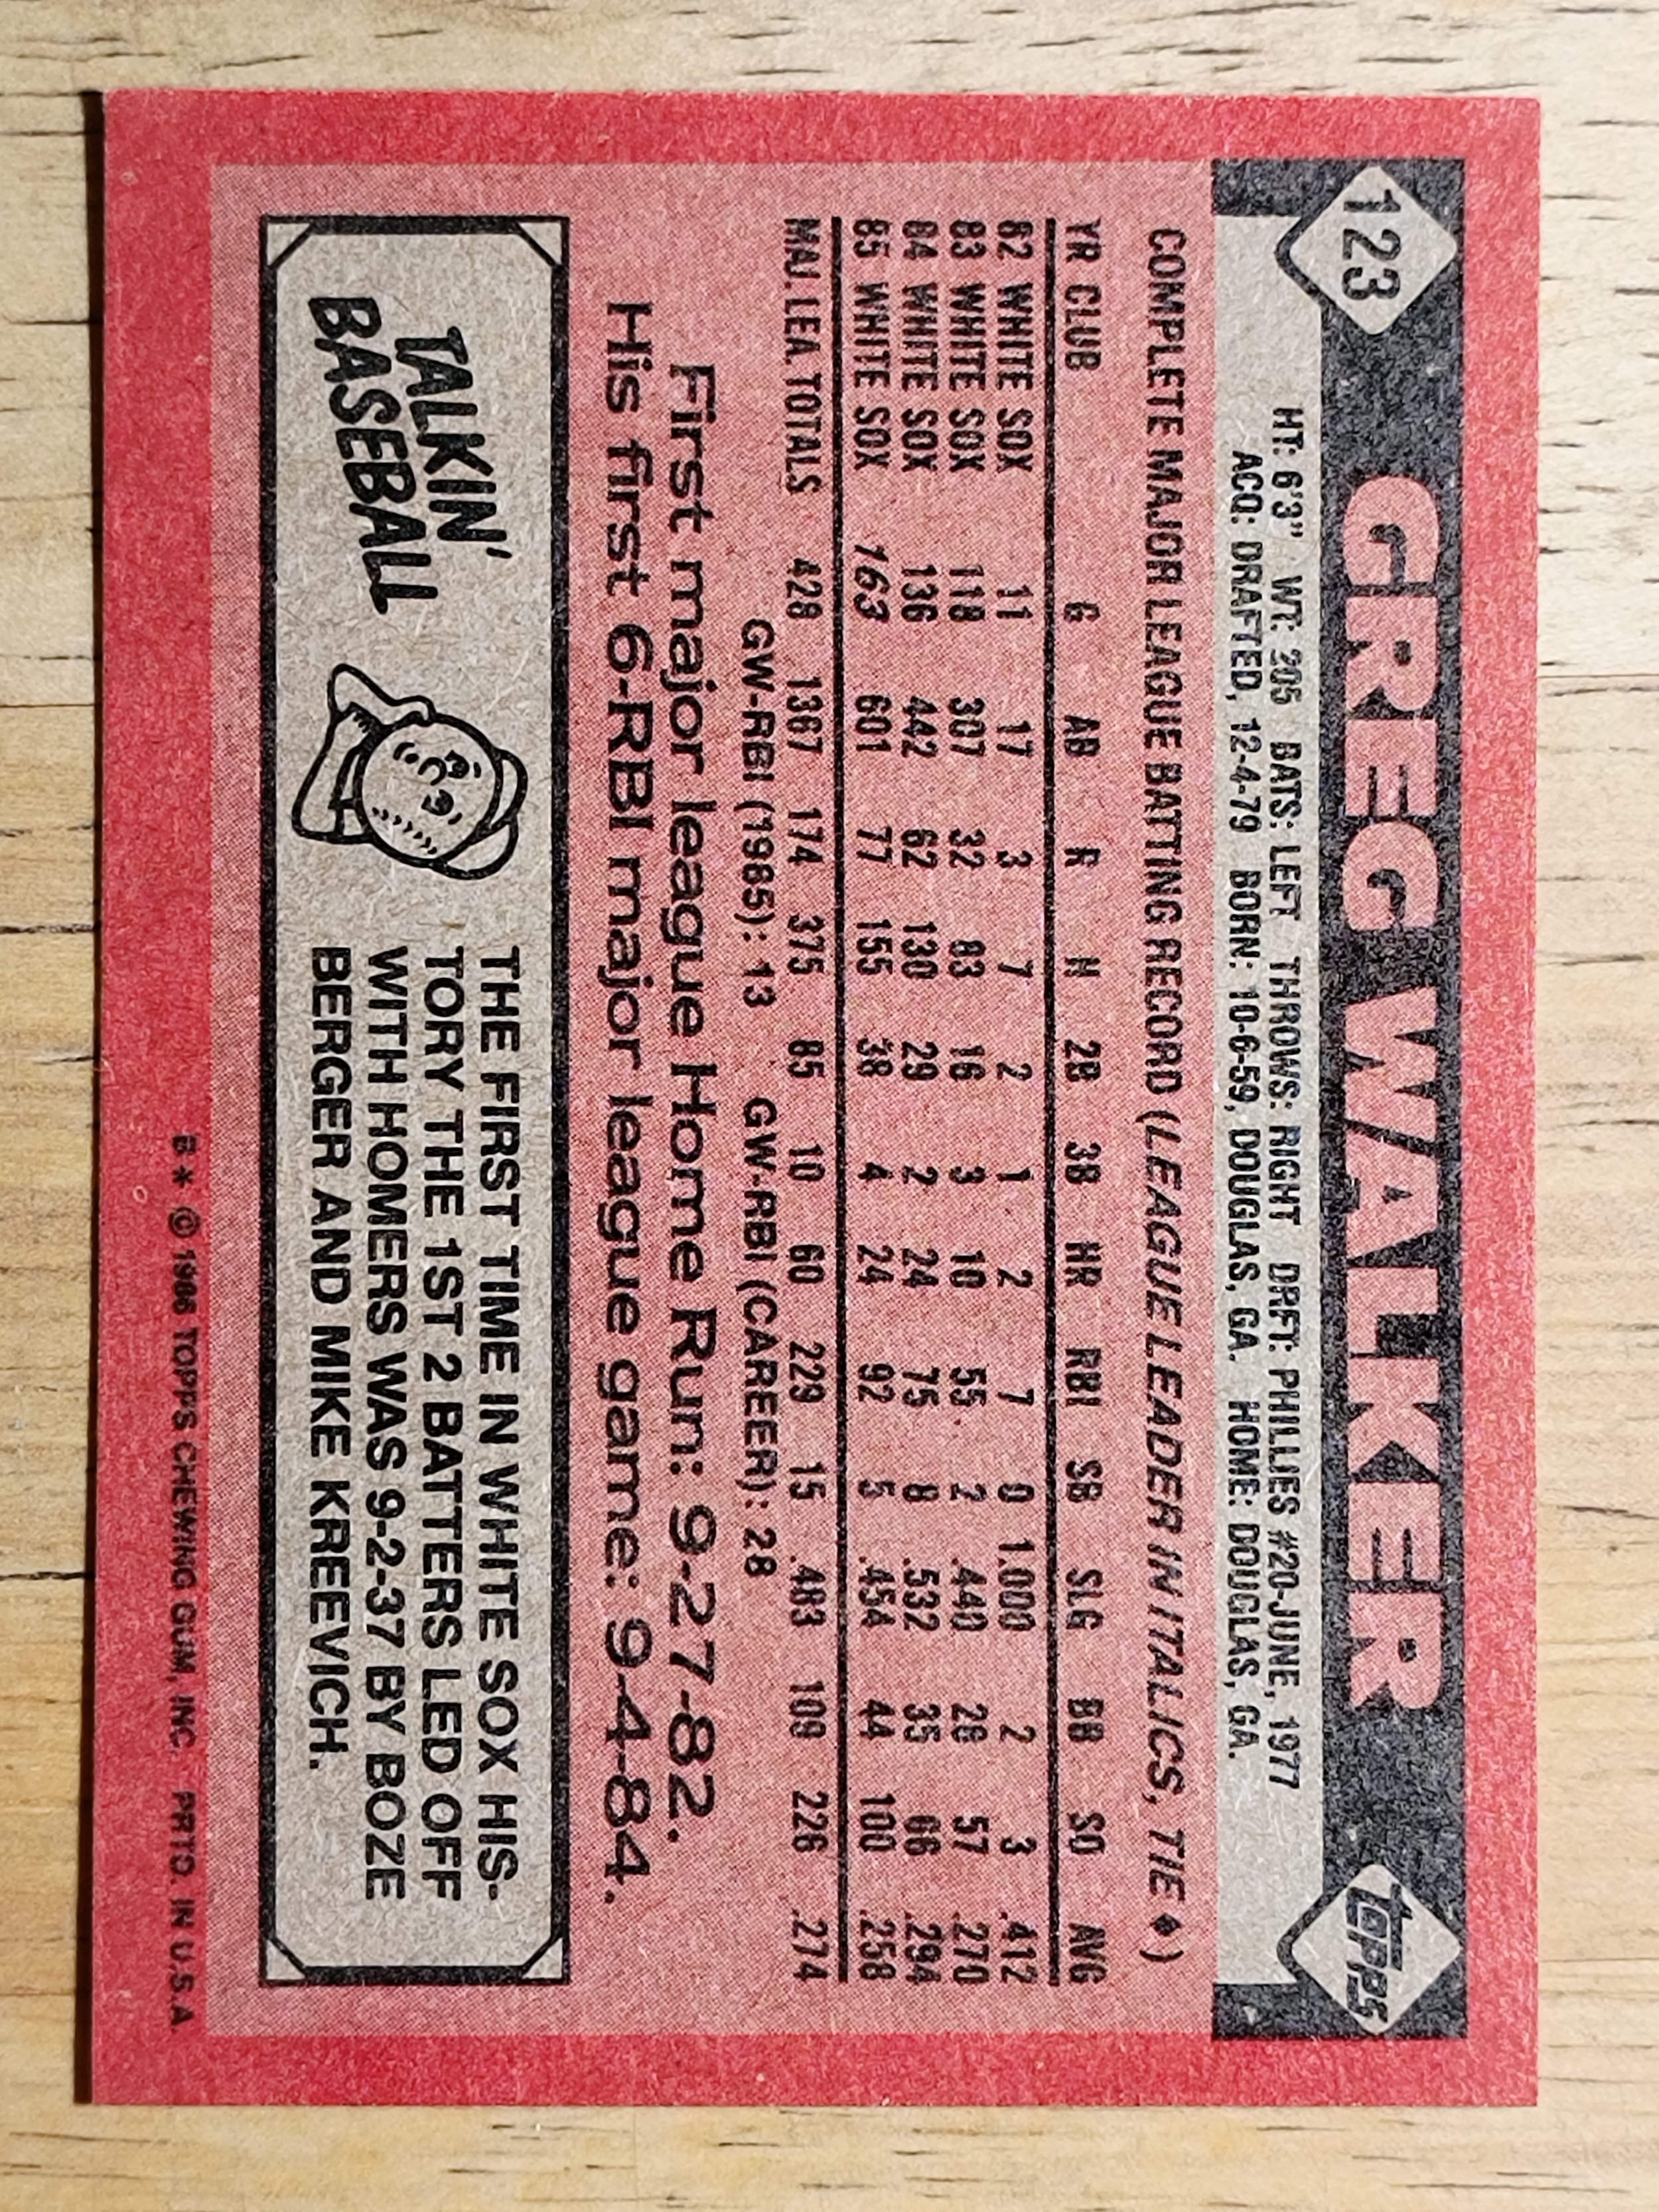 123
GREG WALKER
topps
HT: 6'3" WT: 205 BATS: LEFT THROWS: RIGHT DRFT: PHILLIES #20-JUNE, 1977
ACQ: DRAFTED, 12-4-79 BORN: 10-6-59, DOUGLAS, GA. HOME: DOUGLAS, GA.
COMPLETE MAJOR LEAGUE BATTING RECORD (LEAGUE LEADER IN ITALICS, TIE ♦)
YR CLUB G AB R H 2B 3B HR RBI SB SLG BB SO AVG
82 WHITE SOX 11 17 3 7 2 1 2 7 0 1.000 2 3 .412
83 WHITE SOX 118 307 32 83 16 3 10 55 2 .440 28 57 .270
84 WHITE SOX 136 442 62 130 29 2 24 75 8 .532 35 66 .294
85 WHITE SOX 163 601 77 155 38 4 24 92 5 .454 44 100 .258
MAJ. LEA. TOTALS 428 1367 174 375 85 10 60 229 15 .483 109 226 .274
GW-RBI (1985): 13 GW-RBI (CAREER): 28
First major league Home Run: 9-27-82.
His first 6-RBI major league game: 9-4-84.
TALKIN'
BASEBALL
THE FIRST TIME IN WHITE SOX HIS-
TORY THE 1ST 2 BATTERS LED OFF
WITH HOMERS WAS 9-2-37 BY BOZE
BERGER AND MIKE KREEVICH.
B * © 1986 TOPPS CHEWING GUM, INC. PRTD. IN U.S.A.